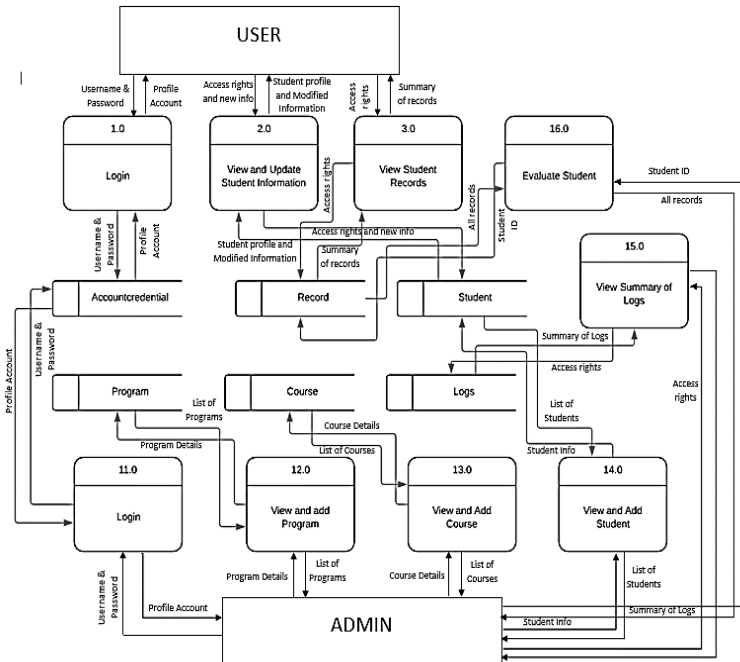 USER
Username &
Password
Profile
Account
Access rights
and new info
Student profile
and Modified
Information
Access
rights
Summary
of records
1.0
Login
2.0
View and Update
Student Information
3.0
View Student
Records
16.0
Evaluate Student
Student ID
All records
Access rights
All records
Student
ID
Username &
Password
Profile
Account
Access rights and new info
Student profile and
Modified Information
Summary
of records
15.0
View Summary of
Logs
Accountcredential
Record
Student
Summary of Logs
Access rights
Profile Account
Username &
Password
Program
Course
Logs
Access
rights
List of
Programs
Program Details
Course Details
List of Courses
List of
Students
Student Info
11.0
Login
12.0
View and add
Program
13.0
View and Add
Course
14.0
View and Add
Student
Username &
Password
Profile Account
Program Details
List of
Programs
Course Details
List of
Courses
List of
Students
Summary of Logs
Student Info
ADMIN